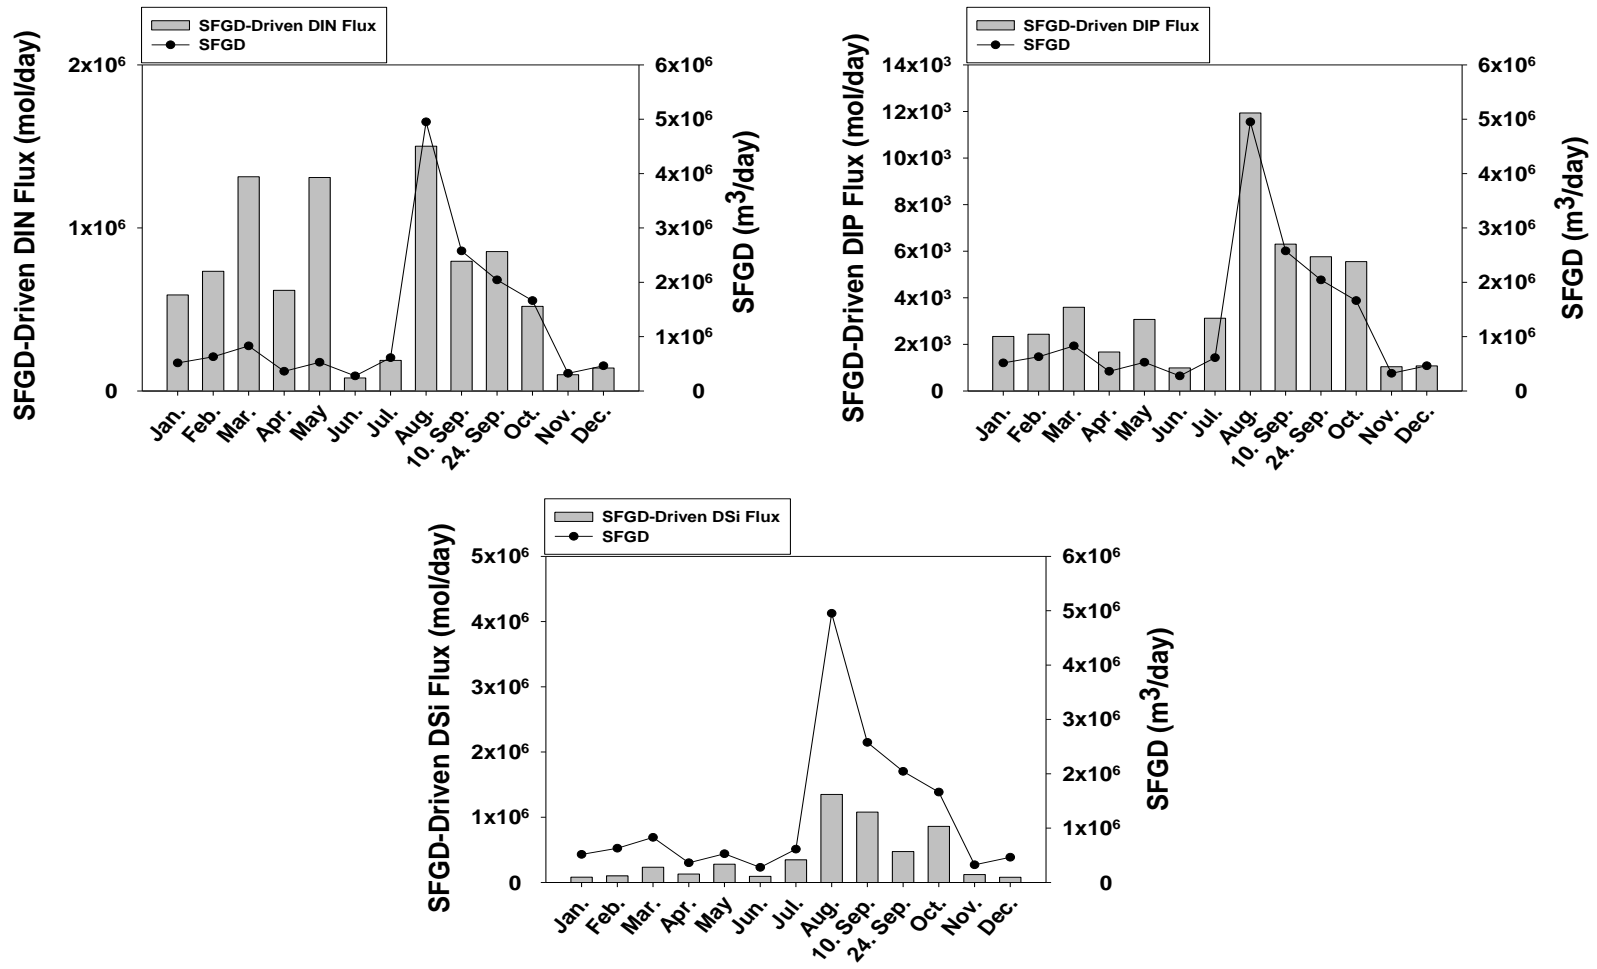 SFGD-Driven DIN Flux
SFGD
SFGD-Driven DIN Flux (mol/day)
2x10⁶
1x10⁶
0
6x10⁶
5x10⁶
4x10⁶
3x10⁶
2x10⁶
1x10⁶
0
SFGD (m³/day)
Jan. Feb. Mar. Apr. May Jun. Jul. Aug. 10. Sep. 24. Sep. Oct. Nov. Dec.
SFGD-Driven DIP Flux
SFGD
SFGD-Driven DIP Flux (mol/day)
14x10³
12x10³
10x10³
8x10³
6x10³
4x10³
2x10³
0
6x10⁶
5x10⁶
4x10⁶
3x10⁶
2x10⁶
1x10⁶
0
SFGD (m³/day)
Jan. Feb. Mar. Apr. May Jun. Jul. Aug. 10. Sep. 24. Sep. Oct. Nov. Dec.
SFGD-Driven DSi Flux
SFGD
SFGD-Driven DSi Flux (mol/day)
5x10⁶
4x10⁶
3x10⁶
2x10⁶
1x10⁶
0
6x10⁶
5x10⁶
4x10⁶
3x10⁶
2x10⁶
1x10⁶
0
SFGD (m³/day)
Jan. Feb. Mar. Apr. May Jun. Jul. Aug. 10. Sep. 24. Sep. Oct. Nov. Dec.